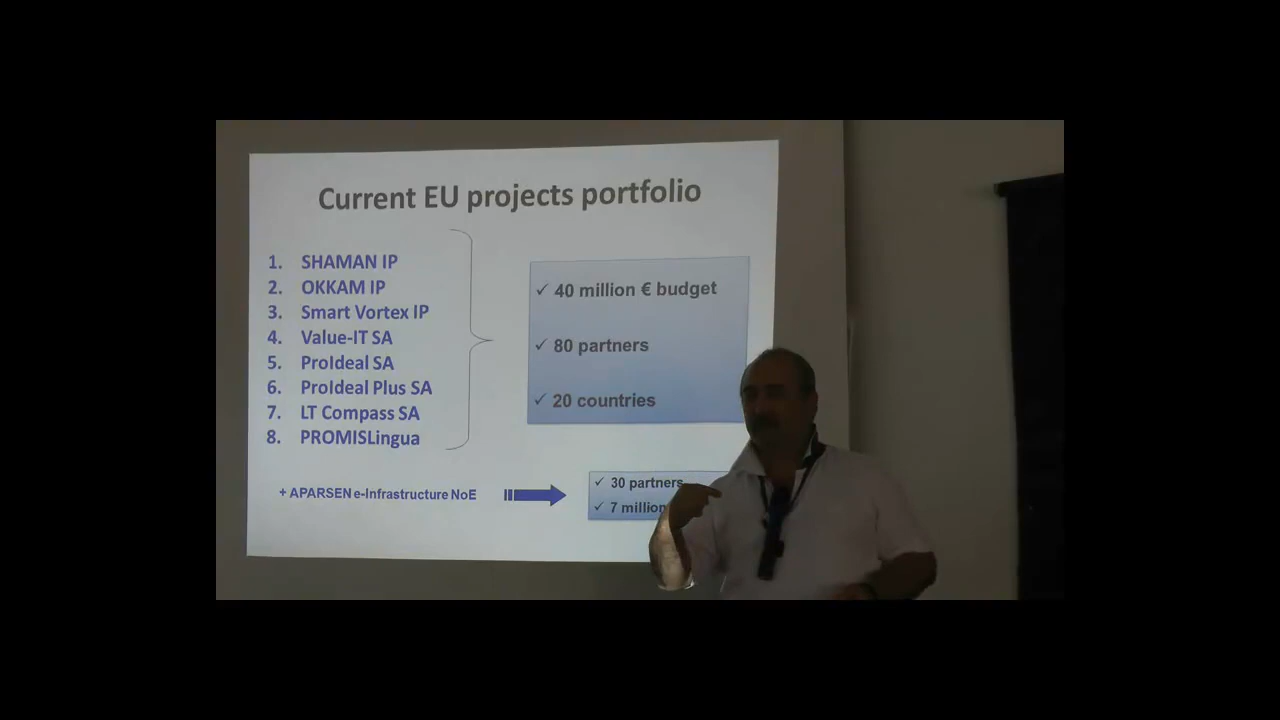 Current EU projects portfolio
1. SHAMAN IP
2. OKKAM IP
3. Smart Vortex IP
4. Value-IT SA
5. ProIdeal SA
6. ProIdeal Plus SA
7. LT Compass SA
8. PROMISLingua
✓ 40 million € budget
✓ 80 partners
✓ 20 countries
+ APARSEN e-Infrastructure NoE
✓ 30 partners
✓ 7 million